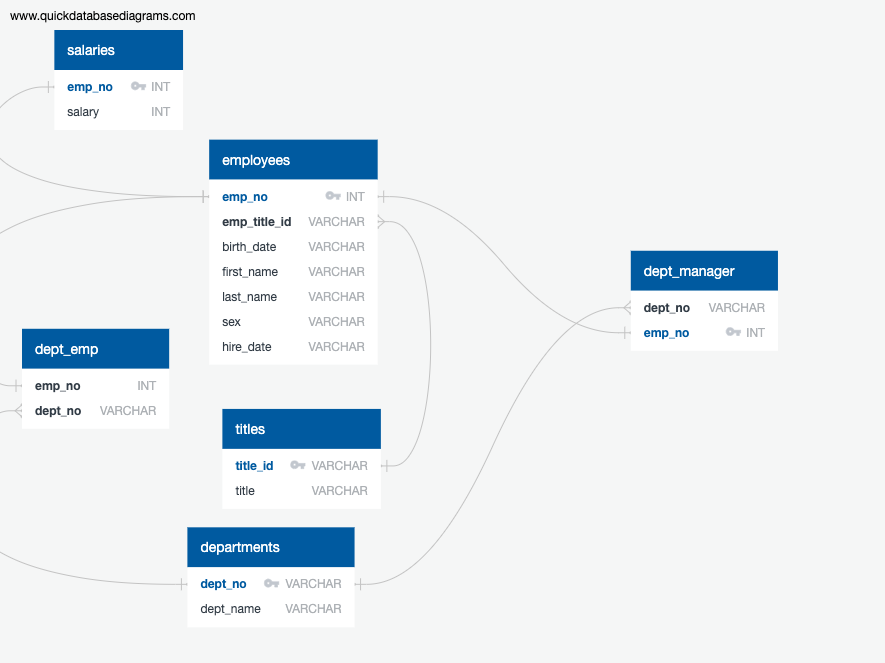 www.quickdatabasediagrams.com
salaries
emp_no INT
salary INT
employees
emp_no INT
emp_title_id VARCHAR
birth_date VARCHAR
first_name VARCHAR
last_name VARCHAR
sex VARCHAR
hire_date VARCHAR
dept_manager
dept_no VARCHAR
emp_no INT
dept_emp
emp_no INT
dept_no VARCHAR
titles
title_id VARCHAR
title VARCHAR
departments
dept_no VARCHAR
dept_name VARCHAR